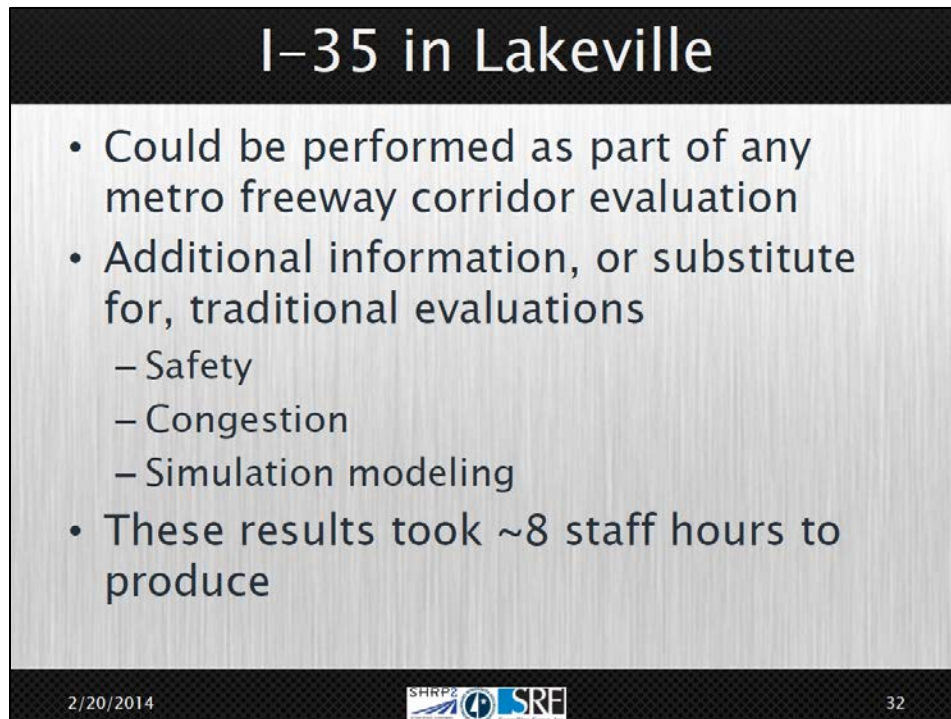 I-35 in Lakeville
• Could be performed as part of any
metro freeway corridor evaluation
• Additional information, or substitute
for, traditional evaluations
– Safety
– Congestion
– Simulation modeling
• These results took ~8 staff hours to
produce
2/20/2014
SHRP2
SRF
32